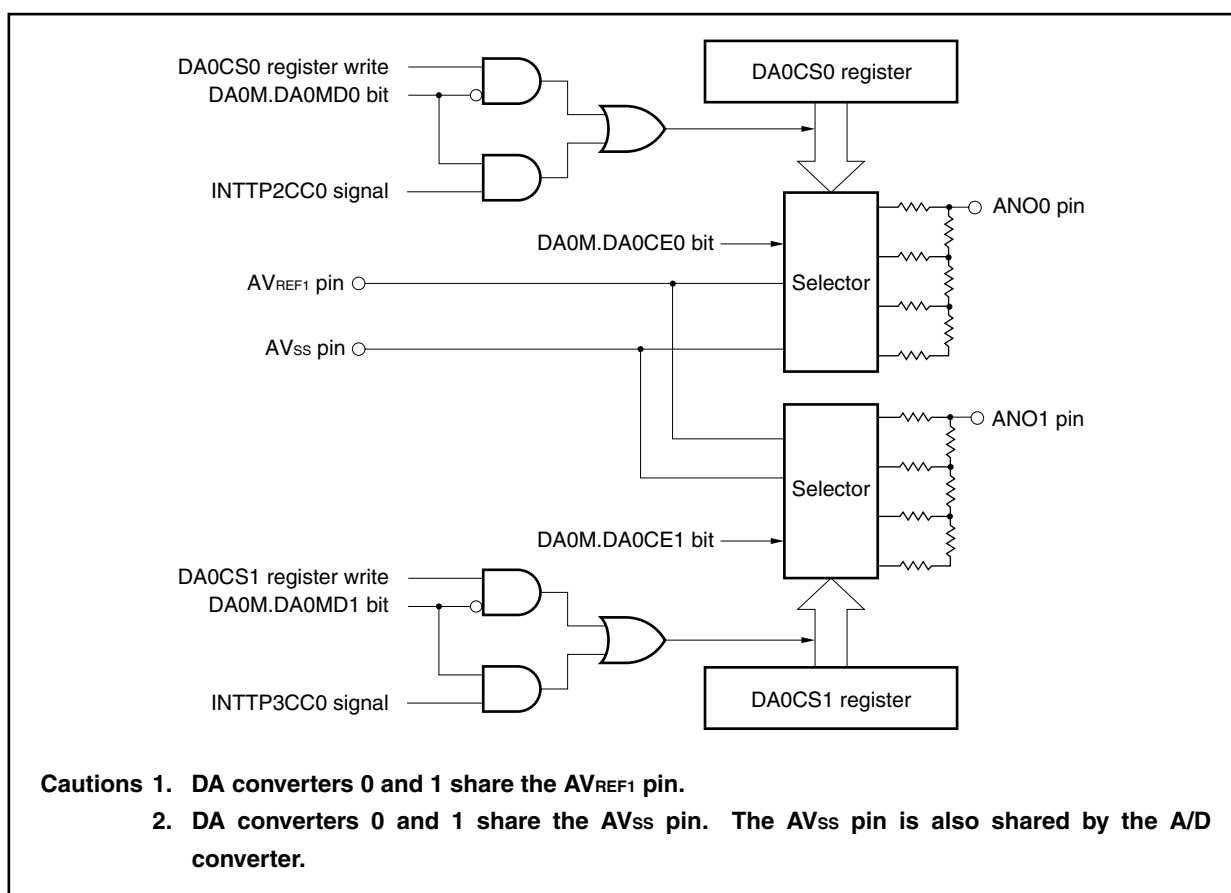 DA0CS0 register write
DA0M.DA0MD0 bit
INTTP2CC0 signal
DA0CS0 register
DA0M.DA0CE0 bit
Selector
ANO0 pin
AVREF1 pin
AVSS pin
ANO1 pin
Selector
DA0M.DA0CE1 bit
DA0CS1 register write
DA0M.DA0MD1 bit
INTTP3CC0 signal
DA0CS1 register
Cautions 1. DA converters 0 and 1 share the AVREF1 pin.
2. DA converters 0 and 1 share the AVSS pin. The AVSS pin is also shared by the A/D
converter.